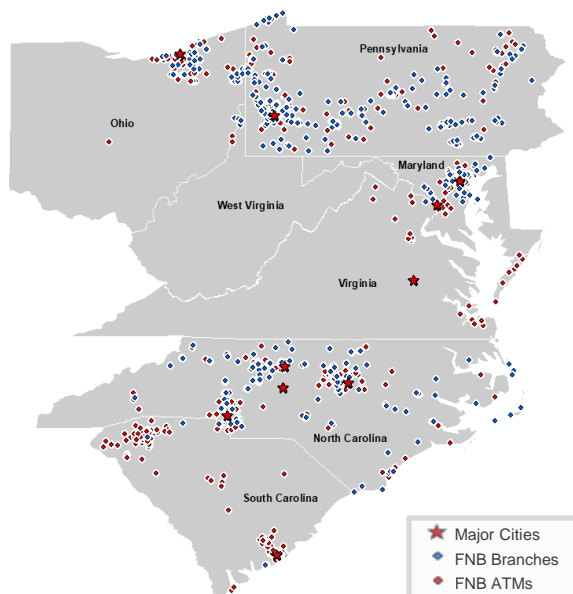 Pennsylvania
Ohio
Maryland
West Virginia
Virginia
North Carolina
South Carolina
Major Cities
FNB Branches
FNB ATMs